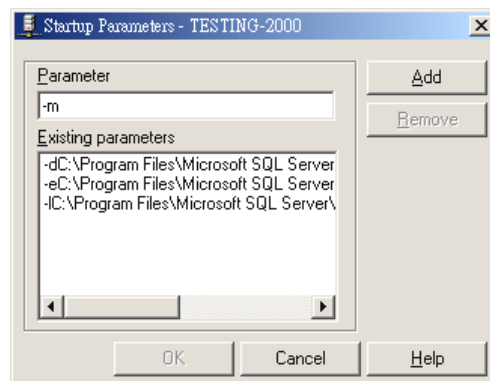 Startup Parameters - TESTING-2000
Parameter
Add
-m
Remove
Existing parameters
-dC:\Program Files\Microsoft SQL Server
-eC:\Program Files\Microsoft SQL Server
-lC:\Program Files\Microsoft SQL Server\
OK
Cancel
Help